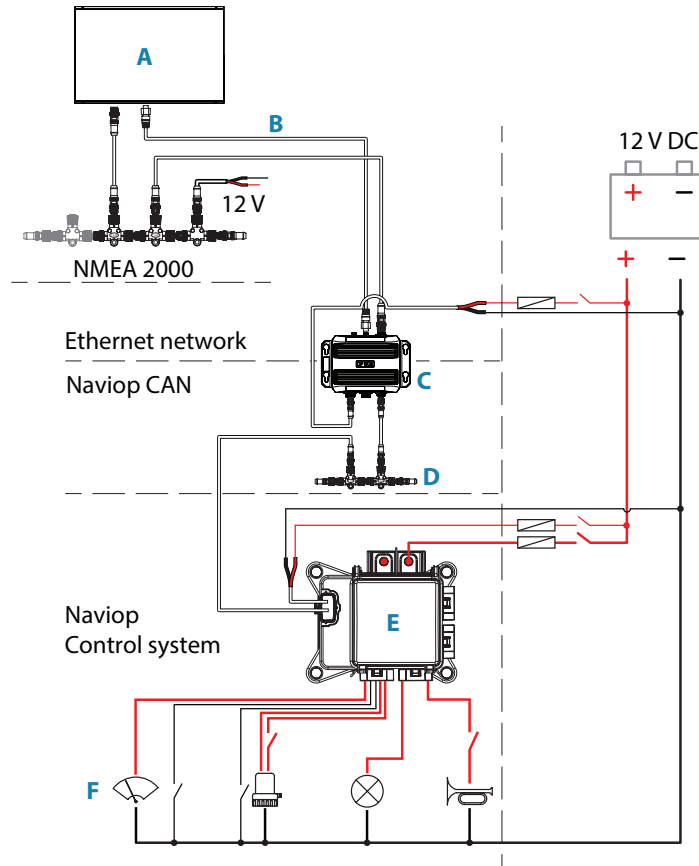 A
B
12 V DC
+
−
12 V
+
−
NMEA 2000
Ethernet network
Naviop CAN
C
D
Naviop
Control system
E
F